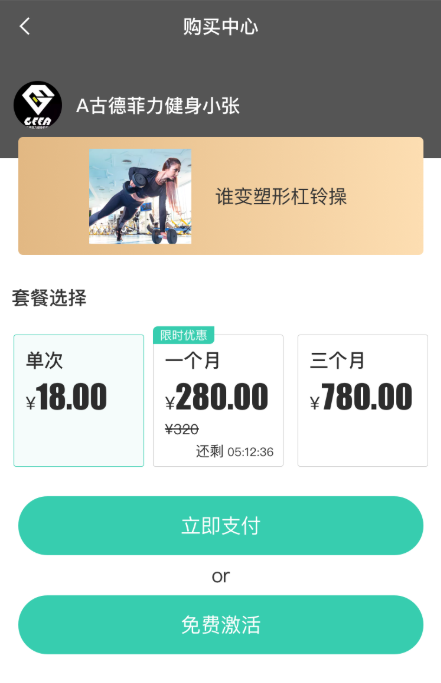 购买中心
GEEA
A古德菲力健身小张
谁变塑形杠铃操
套餐选择
单次
¥18.00
限时优惠
一个月
¥280.00
¥320
还剩 05:12:36
三个月
¥780.00
立即支付
or
免费激活